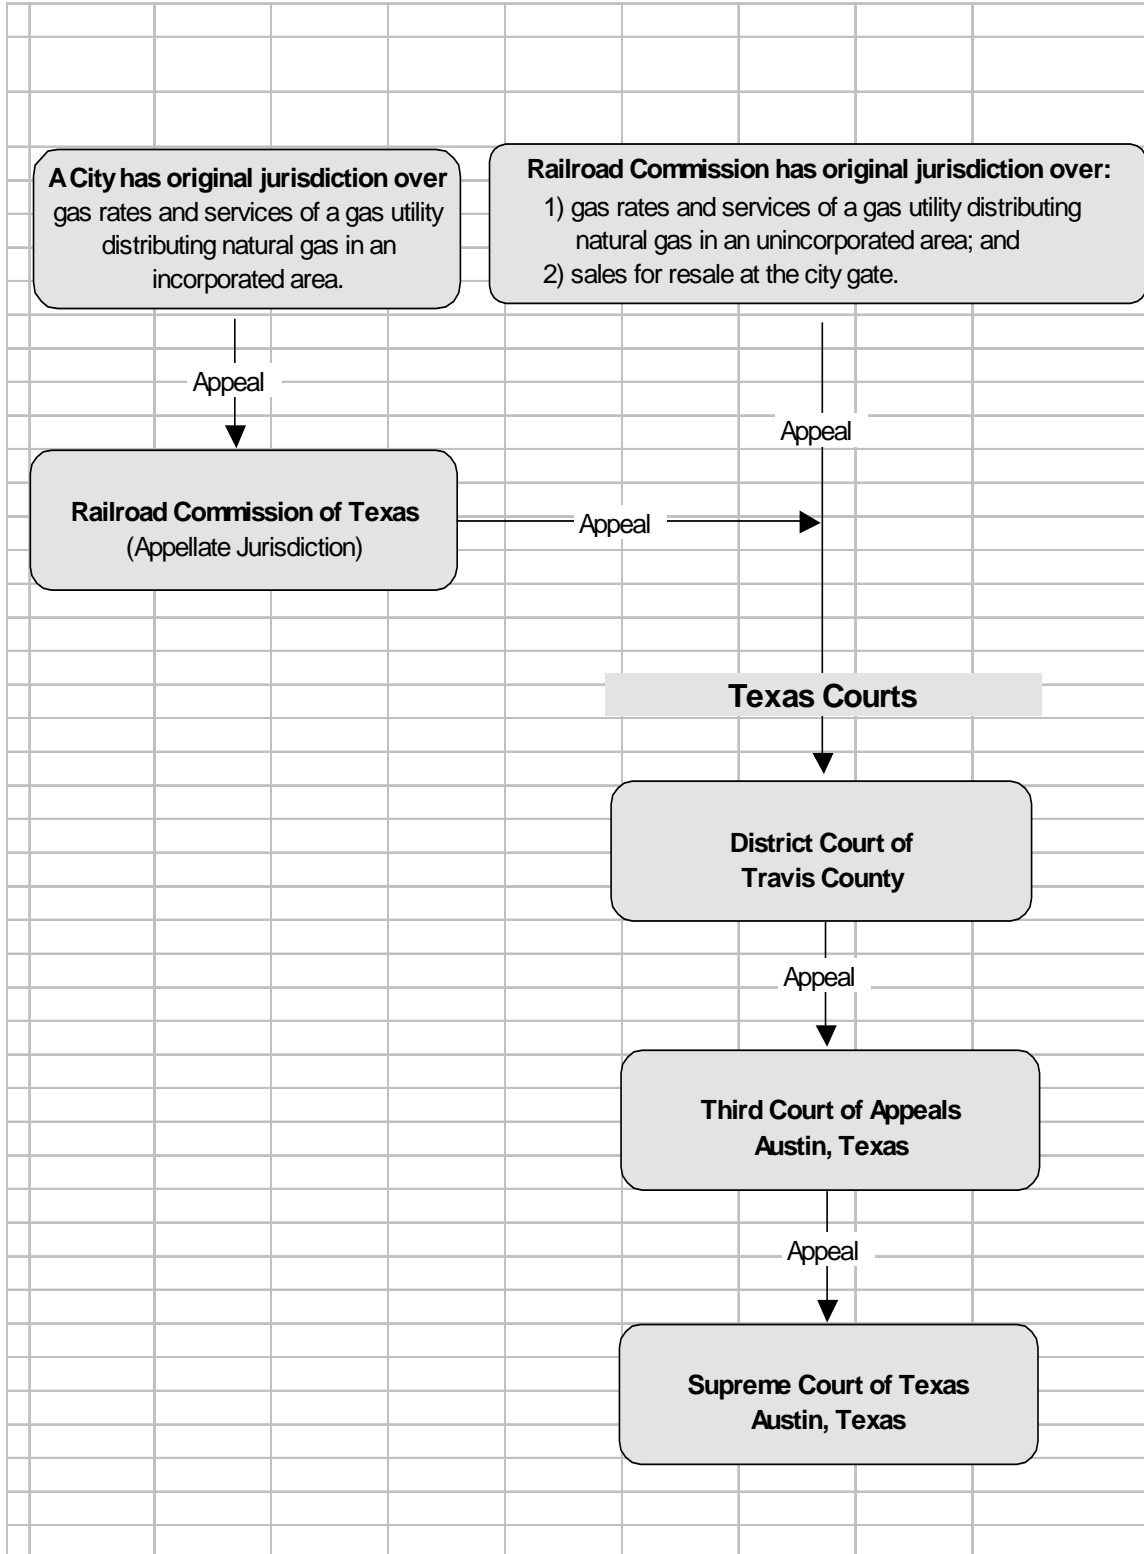 A City has original jurisdiction over
gas rates and services of a gas utility
distributing natural gas in an
incorporated area.
Railroad Commission has original jurisdiction over:
1) gas rates and services of a gas utility distributing
natural gas in an unincorporated area; and
2) sales for resale at the city gate.
Appeal
Appeal
Railroad Commission of Texas
(Appellate Jurisdiction)
Appeal
Texas Courts
District Court of
Travis County
Appeal
Third Court of Appeals
Austin, Texas
Appeal
Supreme Court of Texas
Austin, Texas